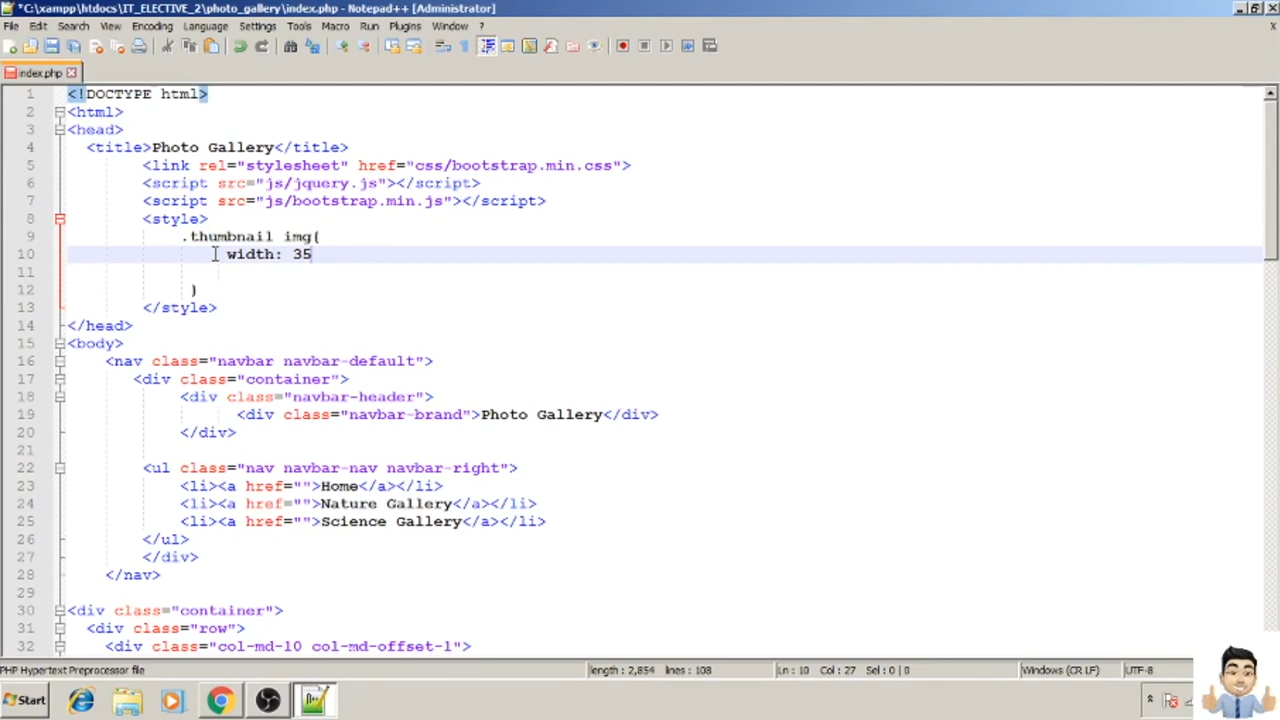 *C:\xampp\htdocs\IT_ELECTIVE_2\photo_gallery\index.php - Notepad++ [Administrator]
File Edit Search View Encoding Language Settings Tools Macro Run Plugins Window ?
X
index.php
1 <!DOCTYPE html>
2 <html>
3 <head>
4 <title>Photo Gallery</title>
5 <link rel="stylesheet" href="css/bootstrap.min.css">
6 <script src="js/jquery.js"></script>
7 <script src="js/bootstrap.min.js"></script>
8 <style>
9 .thumbnail img{
10 width: 35
11
12 }
13 </style>
14 </head>
15 <body>
16 <nav class="navbar navbar-default">
17 <div class="container">
18 <div class="navbar-header">
19 <div class="navbar-brand">Photo Gallery</div>
20 </div>
21
22 <ul class="nav navbar-nav navbar-right">
23 <li><a href="">Home</a></li>
24 <li><a href="">Nature Gallery</a></li>
25 <li><a href="">Science Gallery</a></li>
26 </ul>
27 </div>
28 </nav>
29
30 <div class="container">
31 <div class="row">
32 <div class="col-md-10 col-md-offset-1">
PHP Hypertext Preprocessor file length : 2,854 lines : 108 Ln : 10 Col : 27 Sel : 0 | 0 Windows (CR LF) UTF-8
Start